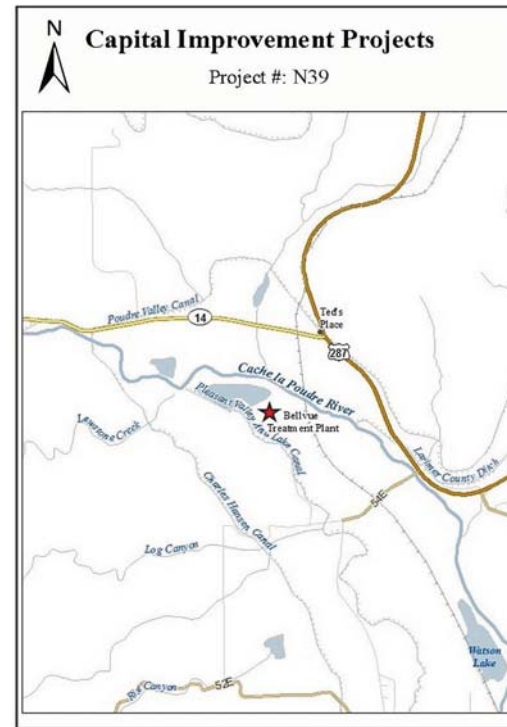 N
Capital Improvement Projects
Project #: N39
Poudre Valley Canal
14
Ted's
Place
287
Cache la Poudre River
Pleasant Valley And Lake Canal
Bellvue
Treatment Plant
Lewstone Creek
Larimer County Ditch
Charles Hansen Canal
54E
Log Canyon
Watson
Lake
Rist Canyon
52E